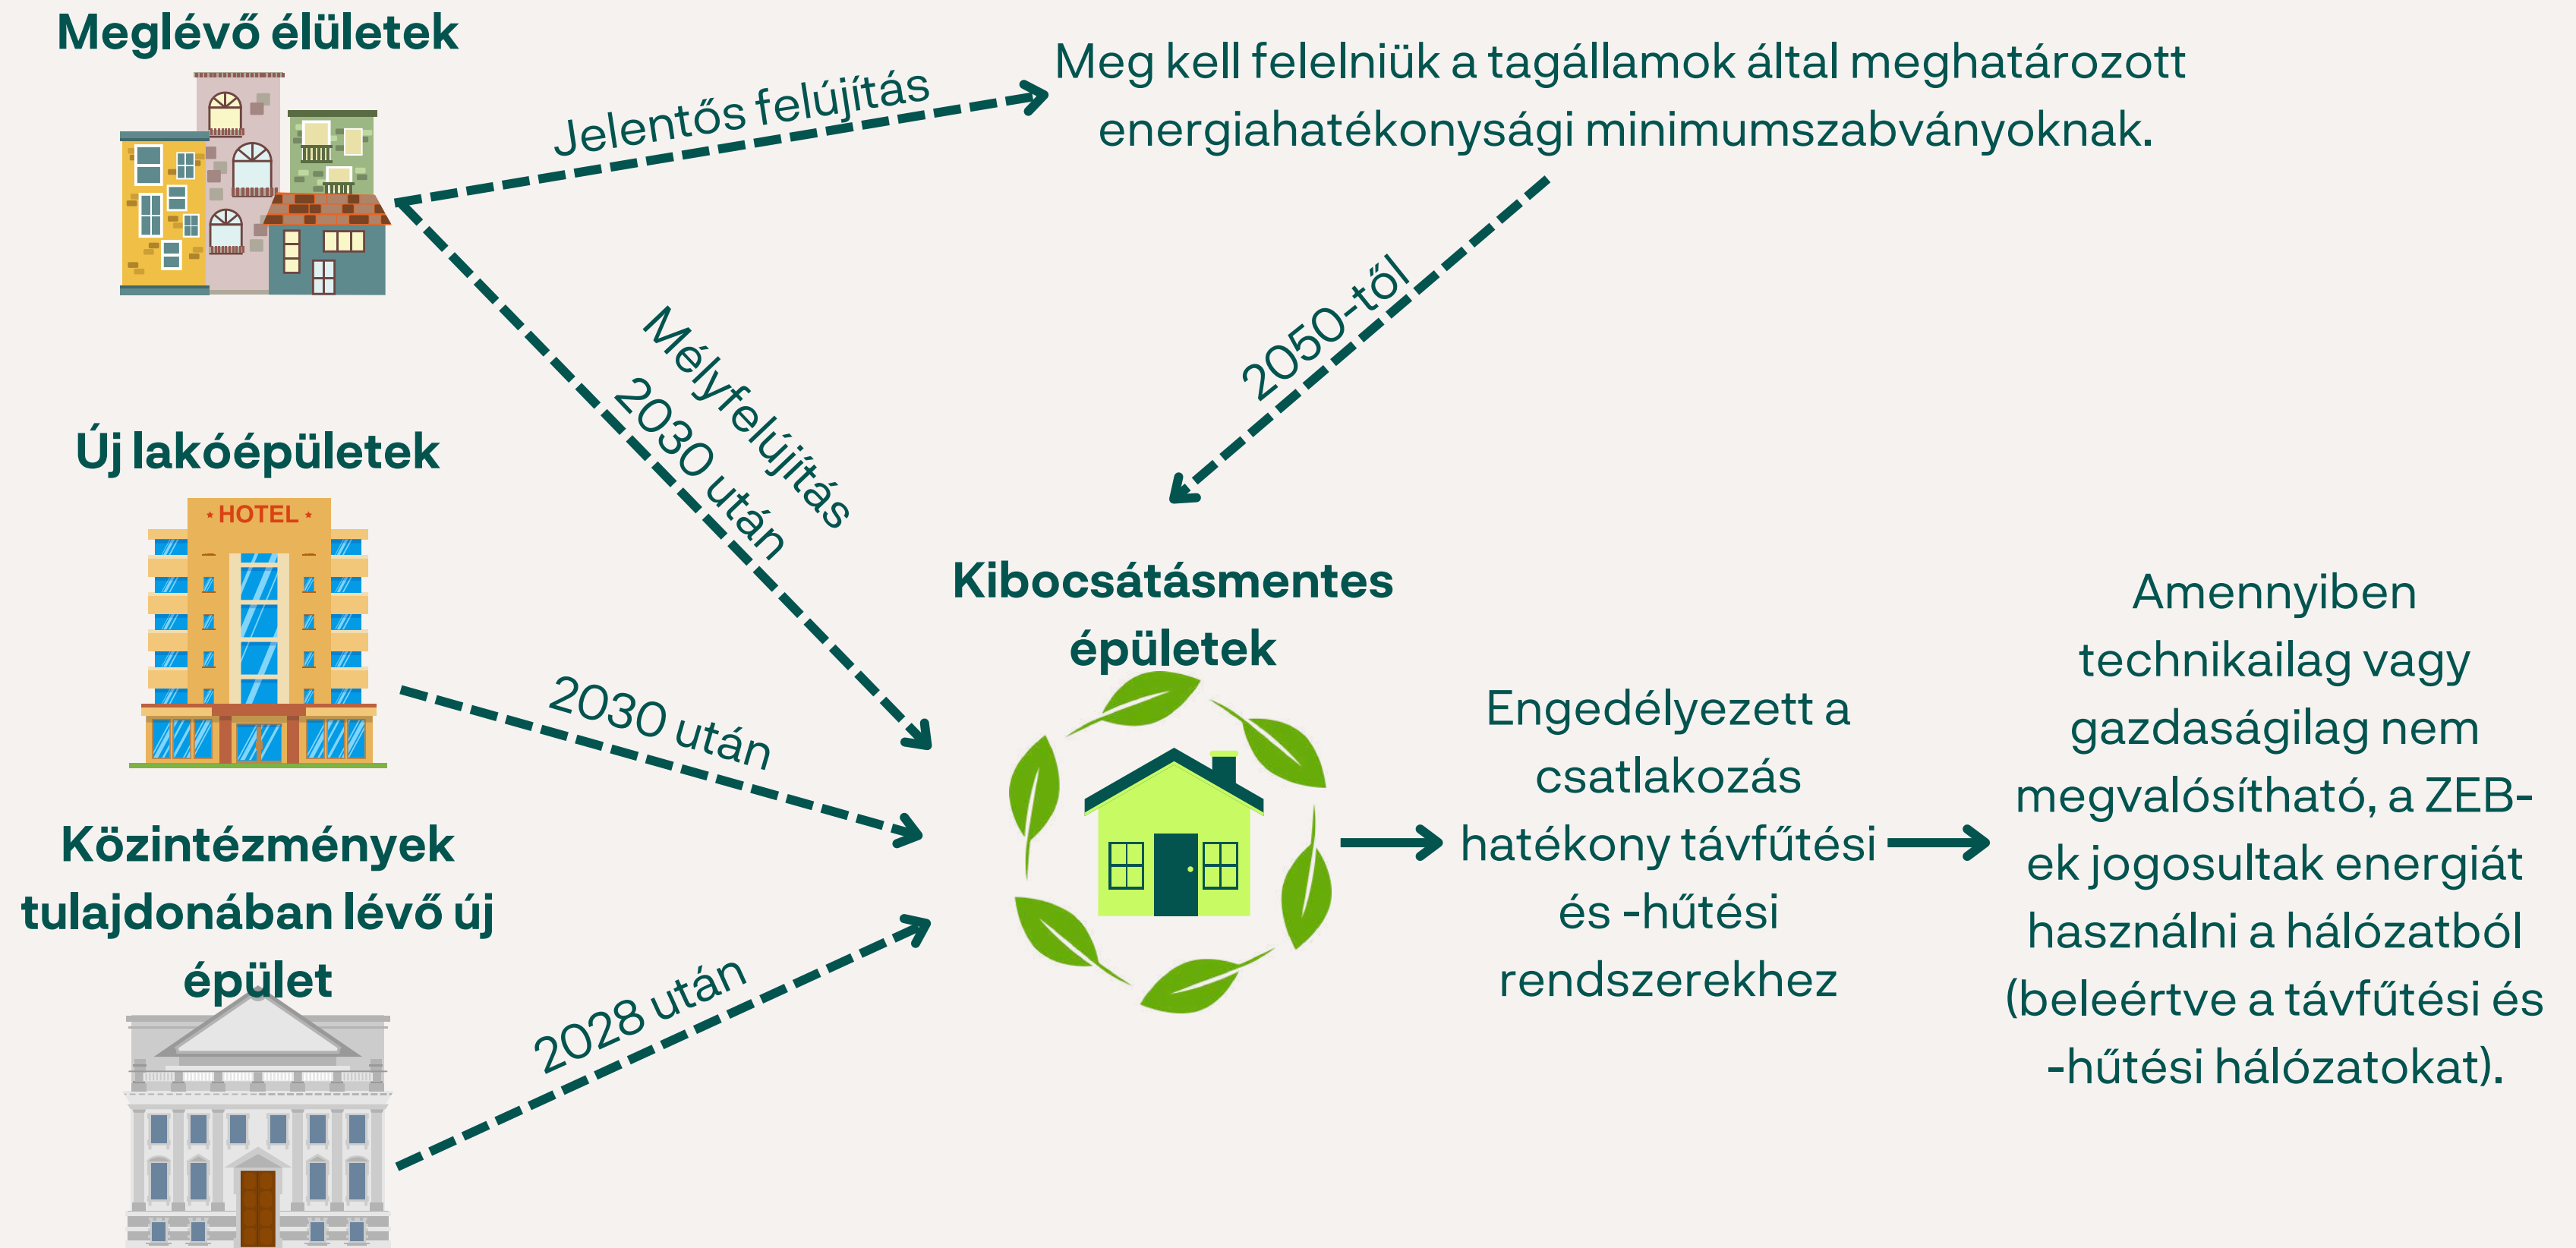 Meglévő élületek
Jelentős felújítás
Meg kell felelniük a tagállamok által meghatározott
energiahatékonysági minimumszabványoknak.
Mélyfelújítás
2030 után
2050-től
Új lakóépületek
* HOTEL *
2030 után
Közintézmények
tulajdonában lévő új
épület
2028 után
Kibocsátásmentes
épületek
Engedélyezett a
csatlakozás
hatékony távfűtési
és -hűtési
rendszerekhez
Amennyiben
technikailag vagy
gazdaságilag nem
megvalósítható, a ZEB-
ek jogosultak energiát
használni a hálózatból
(beleértve a távfűtési és
-hűtési hálózatokat).